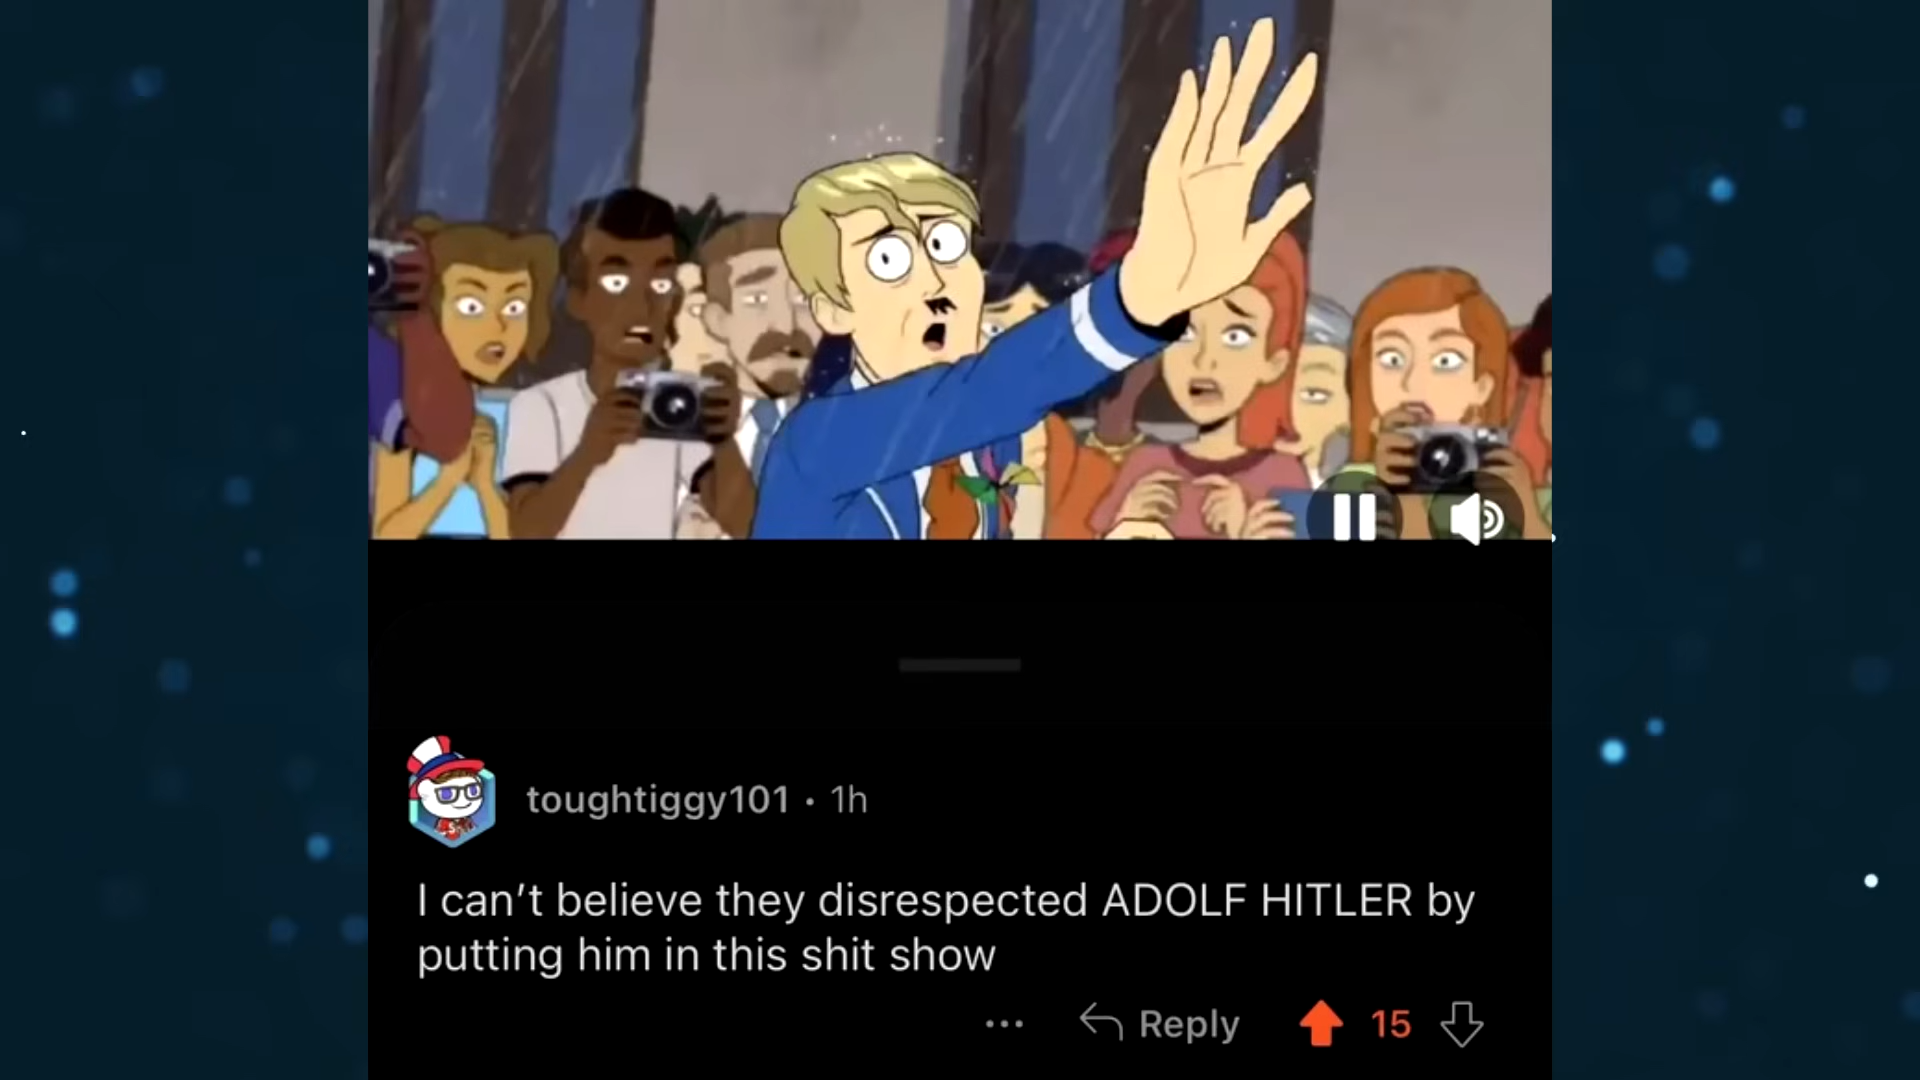 toughtiggy101 • 1h
I can't believe they disrespected ADOLF HITLER by
putting him in this shit show
... Reply 15